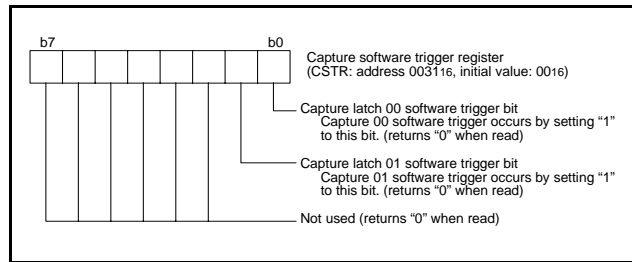 b7 b0
Capture software trigger register
(CSTR: address 003116, initial value: 0016)
Capture latch 00 software trigger bit
Capture 00 software trigger occurs by setting “1”
to this bit. (returns “0” when read)
Capture latch 01 software trigger bit
Capture 01 software trigger occurs by setting “1”
to this bit. (returns “0” when read)
Not used (returns “0” when read)